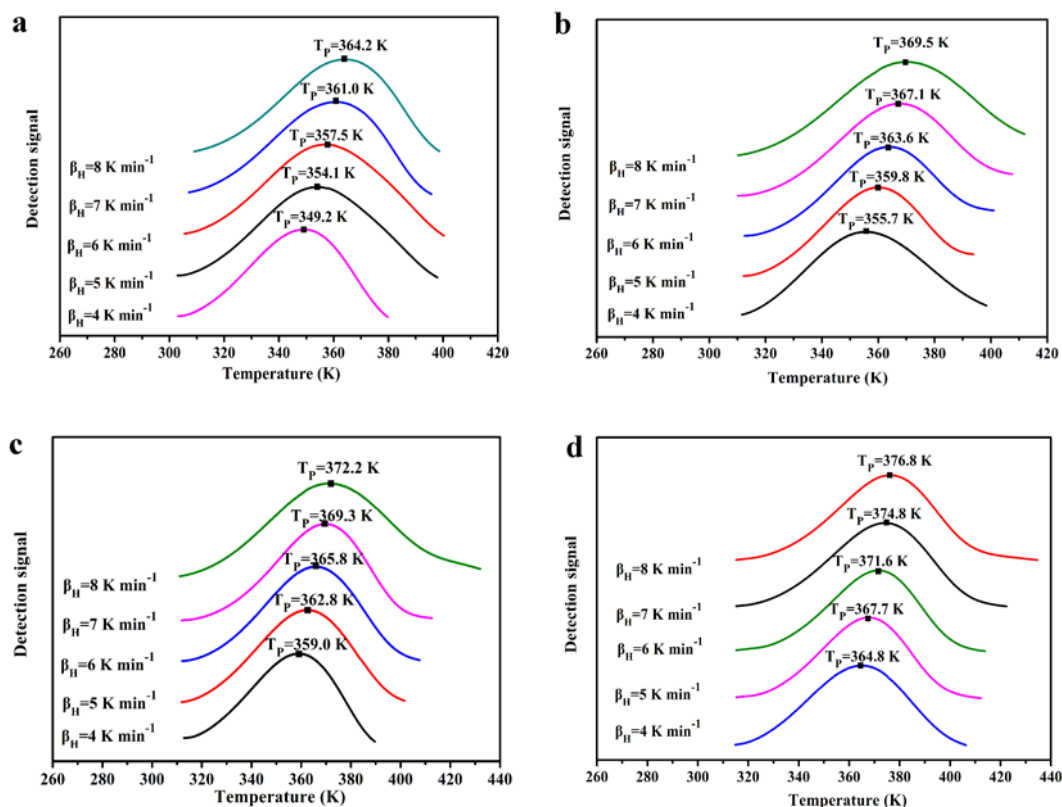 a
Detection signal
T_P=364.2 K
T_P=361.0 K
T_P=357.5 K
T_P=354.1 K
T_P=349.2 K
β_H=8 K min⁻¹
β_H=7 K min⁻¹
β_H=6 K min⁻¹
β_H=5 K min⁻¹
β_H=4 K min⁻¹
260 280 300 320 340 360 380 400 420
Temperature (K)
b
Detection signal
T_P=369.5 K
T_P=367.1 K
T_P=363.6 K
T_P=359.8 K
T_P=355.7 K
β_H=8 K min⁻¹
β_H=7 K min⁻¹
β_H=6 K min⁻¹
β_H=5 K min⁻¹
β_H=4 K min⁻¹
260 280 300 320 340 360 380 400 420
Temperature (K)
c
Detection signal
T_P=372.2 K
T_P=369.3 K
T_P=365.8 K
T_P=362.8 K
T_P=359.0 K
β_H=8 K min⁻¹
β_H=7 K min⁻¹
β_H=6 K min⁻¹
β_H=5 K min⁻¹
β_H=4 K min⁻¹
260 280 300 320 340 360 380 400 420 440
Temperature (K)
d
Detection signal
T_P=376.8 K
T_P=374.8 K
T_P=371.6 K
T_P=367.7 K
T_P=364.8 K
β_H=8 K min⁻¹
β_H=7 K min⁻¹
β_H=6 K min⁻¹
β_H=5 K min⁻¹
β_H=4 K min⁻¹
260 280 300 320 340 360 380 400 420 440
Temperature (K)